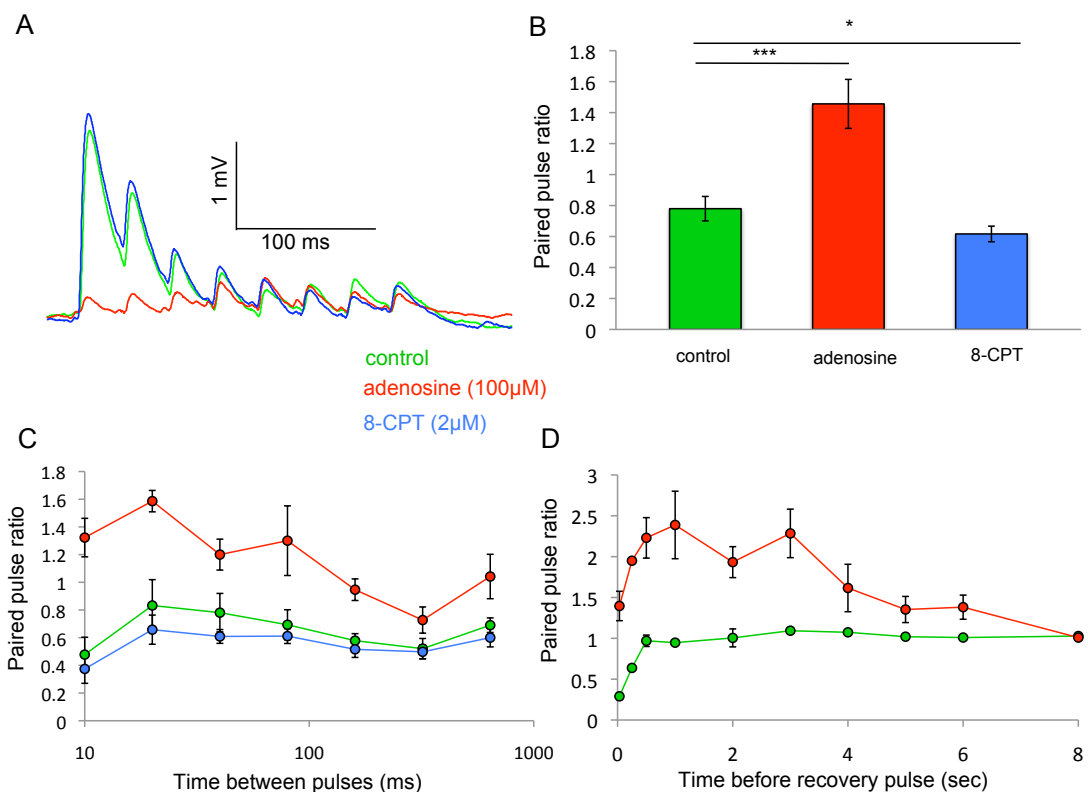 A
1 mV
100 ms
control
adenosine (100µM)
8-CPT (2µM)
B
*
***
Paired pulse ratio
1.8
1.6
1.4
1.2
1
0.8
0.6
0.4
0.2
0
control
adenosine
8-CPT
C
Paired pulse ratio
1.8
1.6
1.4
1.2
1
0.8
0.6
0.4
0.2
0
10
100
1000
Time between pulses (ms)
D
Paired pulse ratio
3
2.5
2
1.5
1
0.5
0
0
2
4
6
8
Time before recovery pulse (sec)